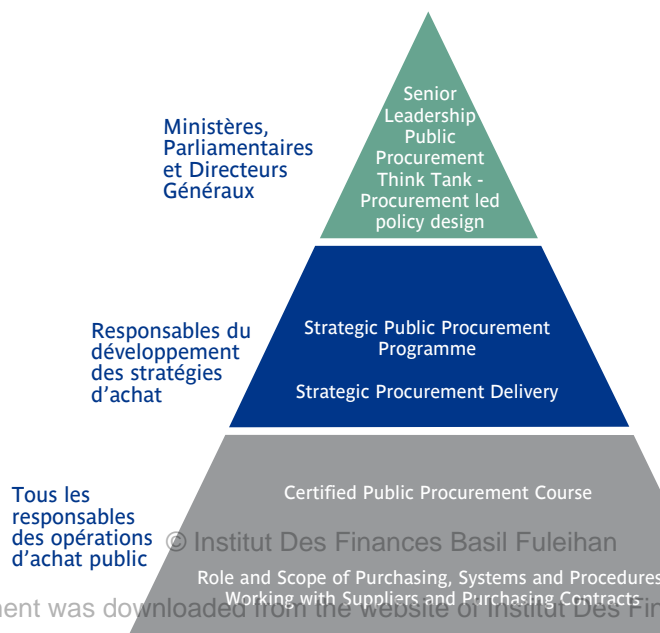 Ministères,
Parlamentaires
et Directeurs
Généraux
Senior
Leadership
Public
Procurement
Think Tank -
Procurement led
policy design
Responsables du
développement
des stratégies
d’achat
Strategic Public Procurement
Programme
Strategic Procurement Delivery
Tous les
responsables
des opérations
d’achat public
Certified Public Procurement Course
© Institut Des Finances Basil Fuleihan
Role and Scope of Purchasing, Systems and Procedures
Working with Suppliers and Purchasing Contracts
ment was downloaded from the website of Institut Des Fin